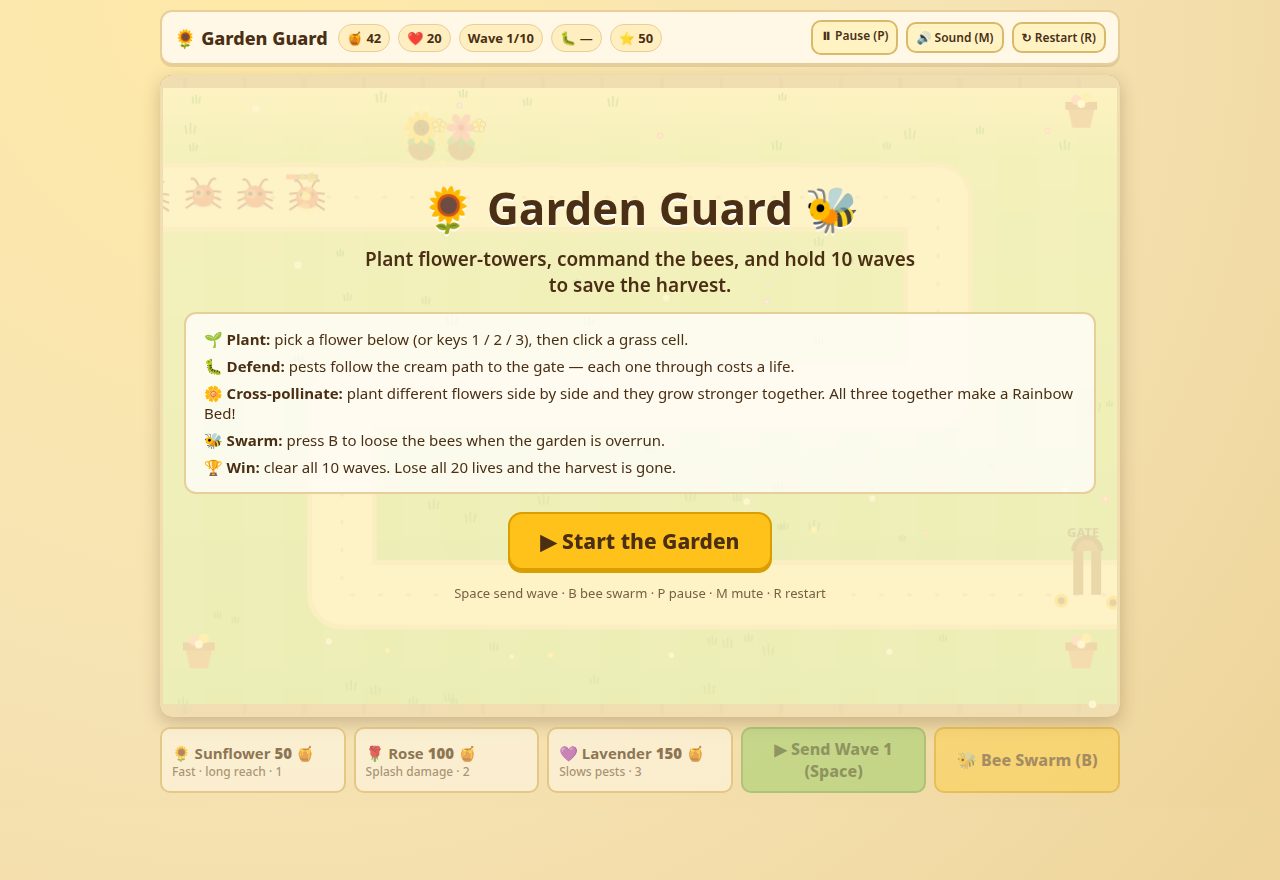 🌻 Garden Guard 🍯 42 ❤️ 20 Wave 1/10 🐛 — ⭐ 50 ⏸ Pause (P) 🔊 Sound (M) ↻ Restart (R)
🌻 Garden Guard 🐝
Plant flower-towers, command the bees, and hold 10 waves
to save the harvest.
🌱 Plant: pick a flower below (or keys 1 / 2 / 3), then click a grass cell.
🐛 Defend: pests follow the cream path to the gate — each one through costs a life.
🌼 Cross-pollinate: plant different flowers side by side and they grow stronger together. All three together make a Rainbow
Bed!
🐝 Swarm: press B to loose the bees when the garden is overrun.
🏆 Win: clear all 10 waves. Lose all 20 lives and the harvest is gone.
GATE
▶ Start the Garden
Space send wave · B bee swarm · P pause · M mute · R restart
🌻 Sunflower 50 🍯
Fast · long reach · 1
🌹 Rose 100 🍯
Splash damage · 2
💜 Lavender 150 🍯
Slows pests · 3
▶ Send Wave 1
(Space)
🐝 Bee Swarm (B)